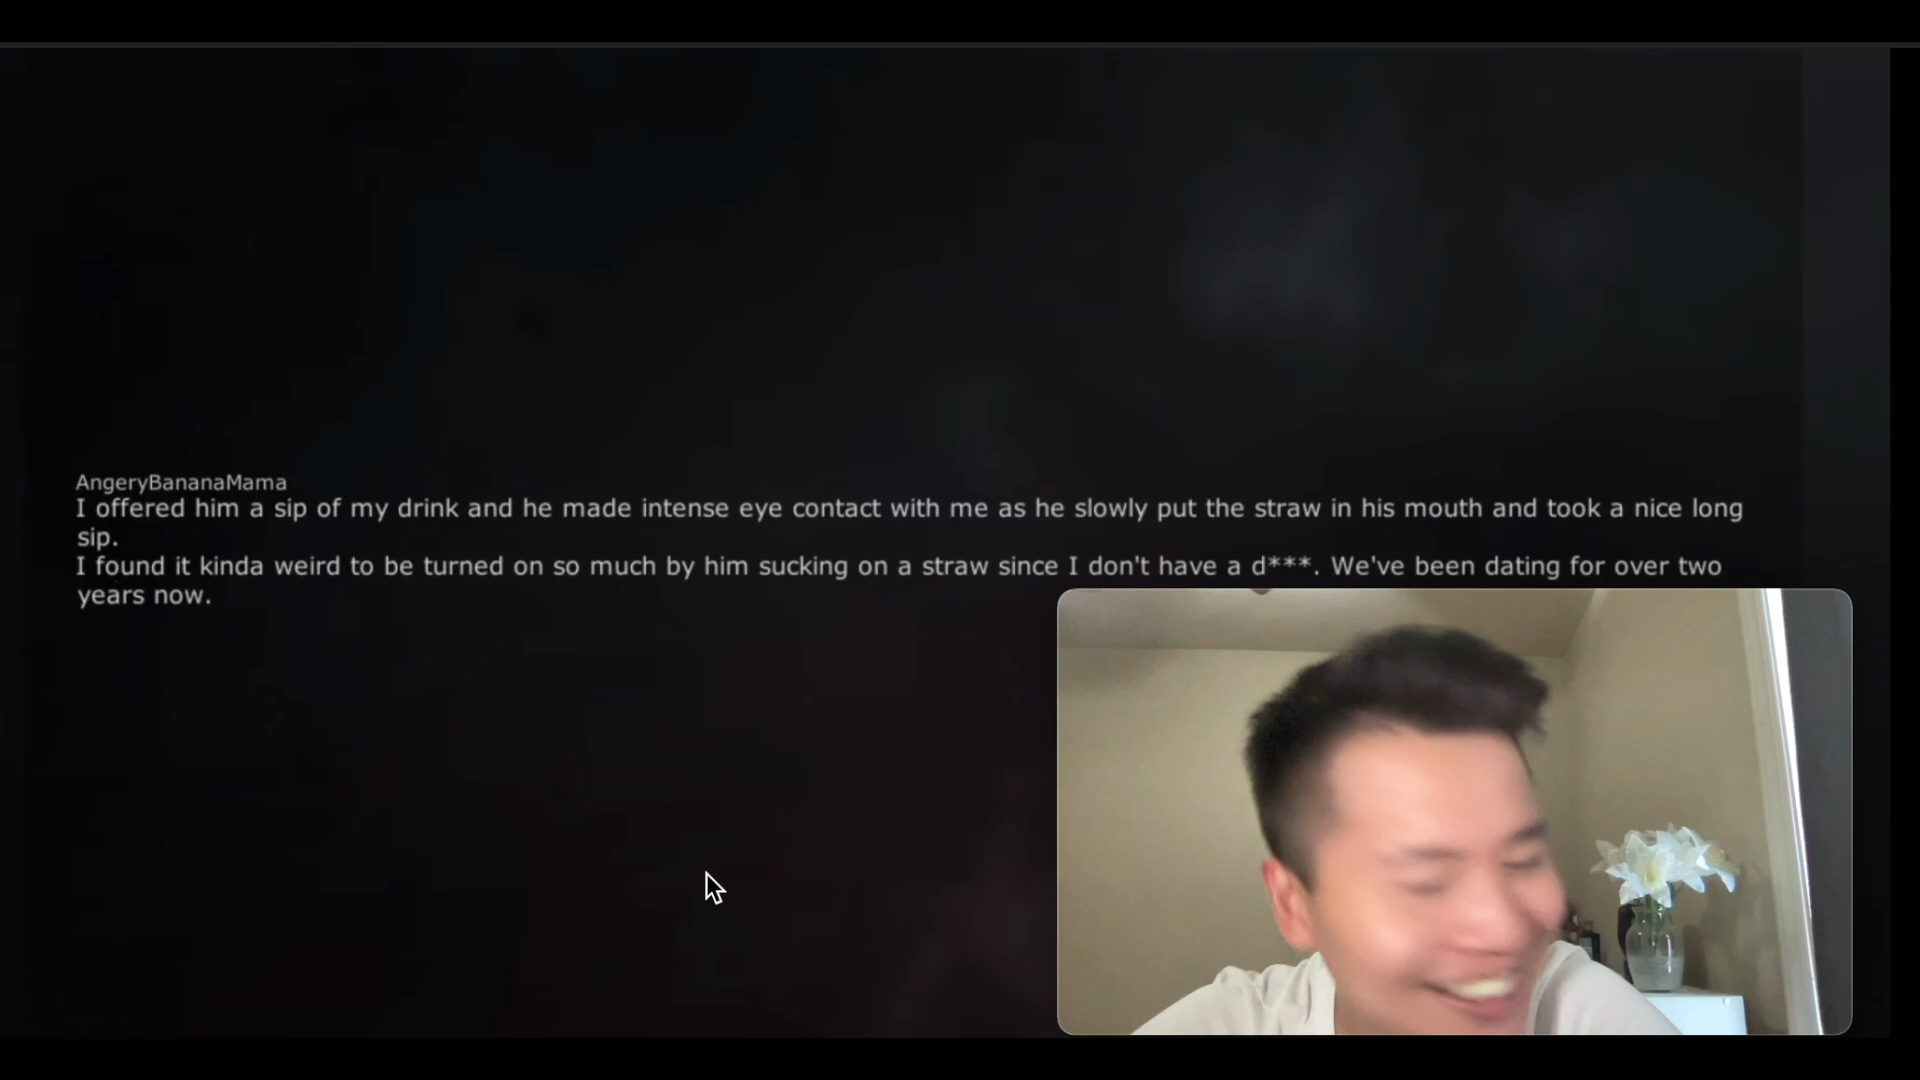 AngeryBananaMama
I offered him a sip of my drink and he made intense eye contact with me as he slowly put the straw in his mouth and took a nice long
sip.
I found it kinda weird to be turned on so much by him sucking on a straw since I don't have a d***. We've been dating for over two
years now.